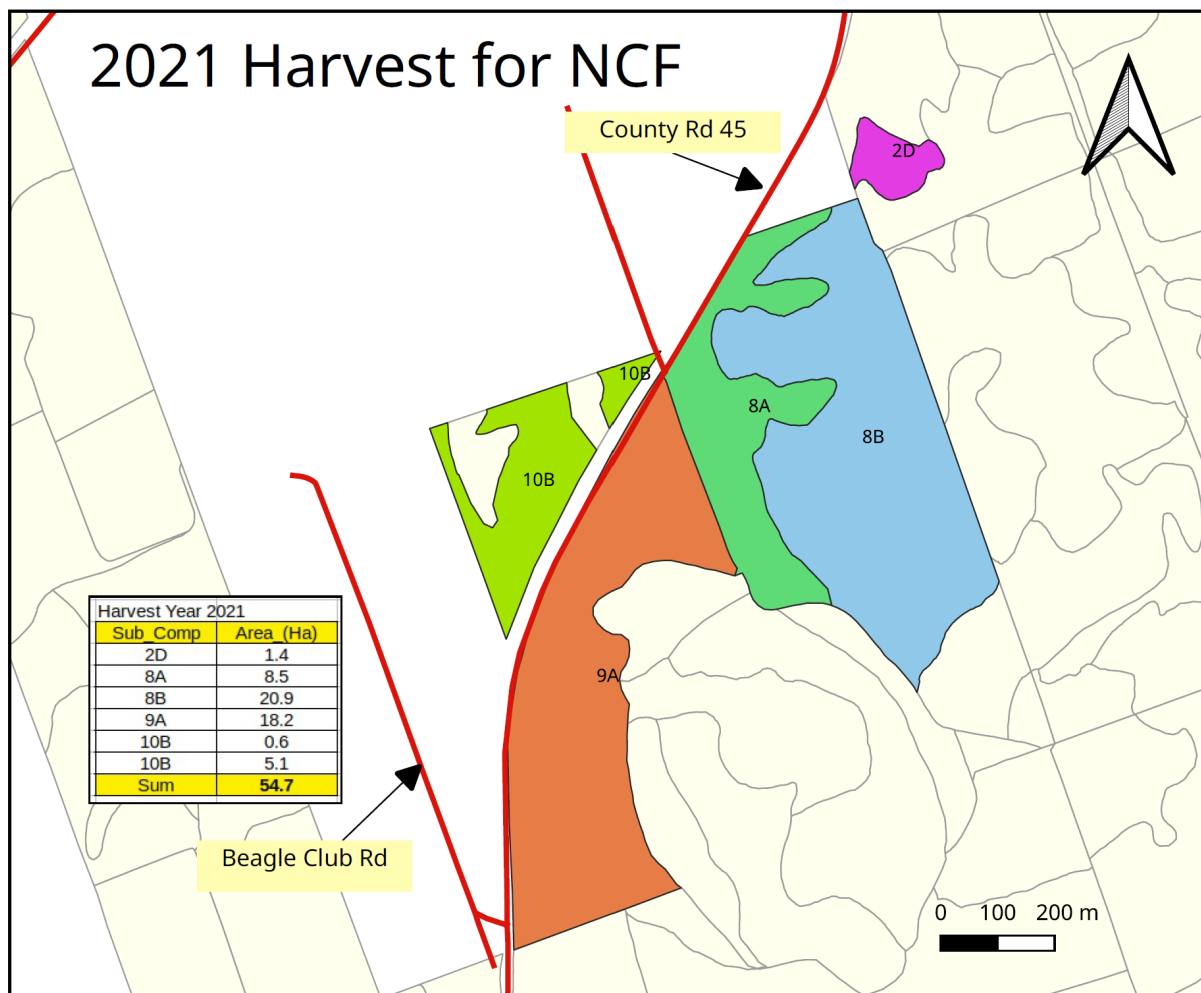 2021 Harvest for NCF
County Rd 45
2D
10B
8A
8B
10B
Harvest Year 2021
Sub_Comp Area_(Ha)
2D 1.4
8A 8.5
8B 20.9
9A 18.2
10B 0.6
10B 5.1
Sum 54.7
9A
Beagle Club Rd
0 100 200 m